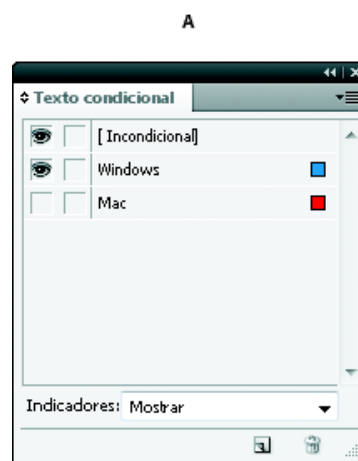 A
Texto condicional
[Incondicional]
Windows
Mac
Indicadores: Mostrar